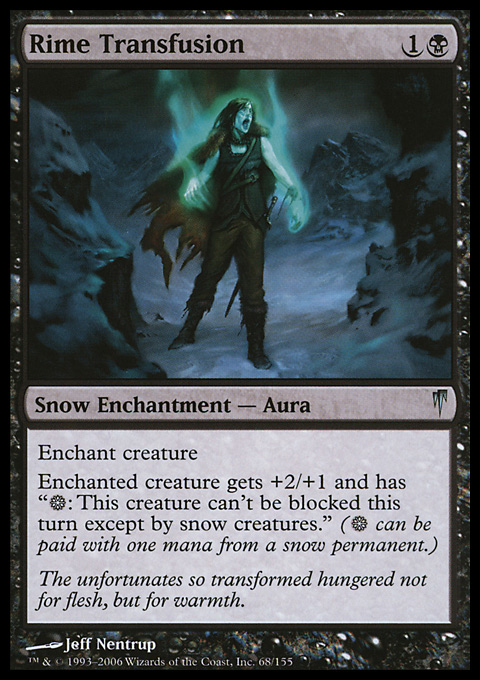 Rime Transfusion 1
Snow Enchantment — Aura
Enchant creature
Enchanted creature gets +2/+1 and has
“❄: This creature can't be blocked this
turn except by snow creatures.” (❄ can be
paid with one mana from a snow permanent.)
The unfortunates so transformed hungered not
for flesh, but for warmth.
Jeff Nentrup
™ & © 1993–2006 Wizards of the Coast, Inc. 68/155